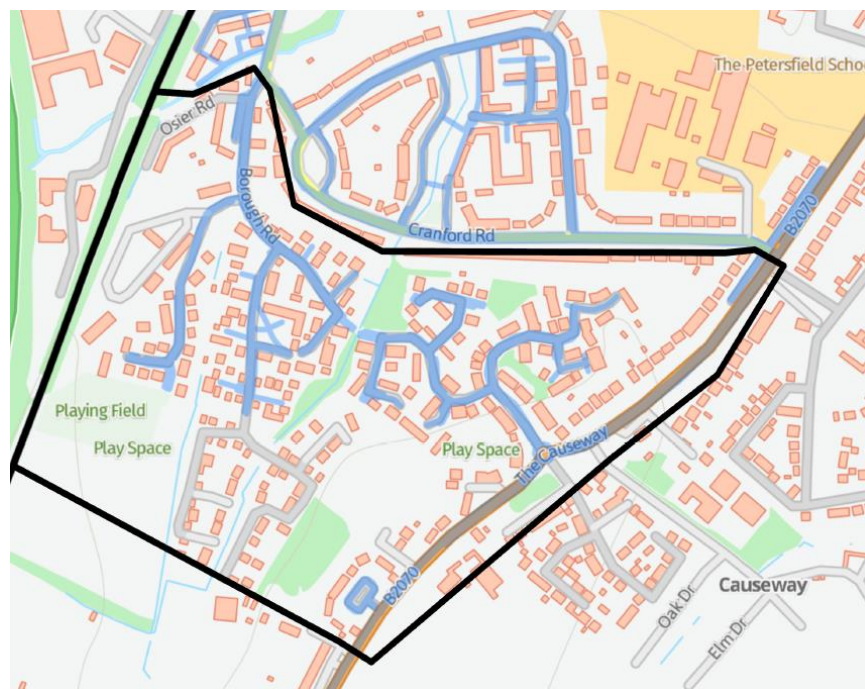 The Petersfield Schoo
Osier Rd
Borough Rd
B2070
Cranford Rd
Playing Field
Play Space
Play Space
The Causeway
B2070
Causeway
Oak Dr
Elm Dr